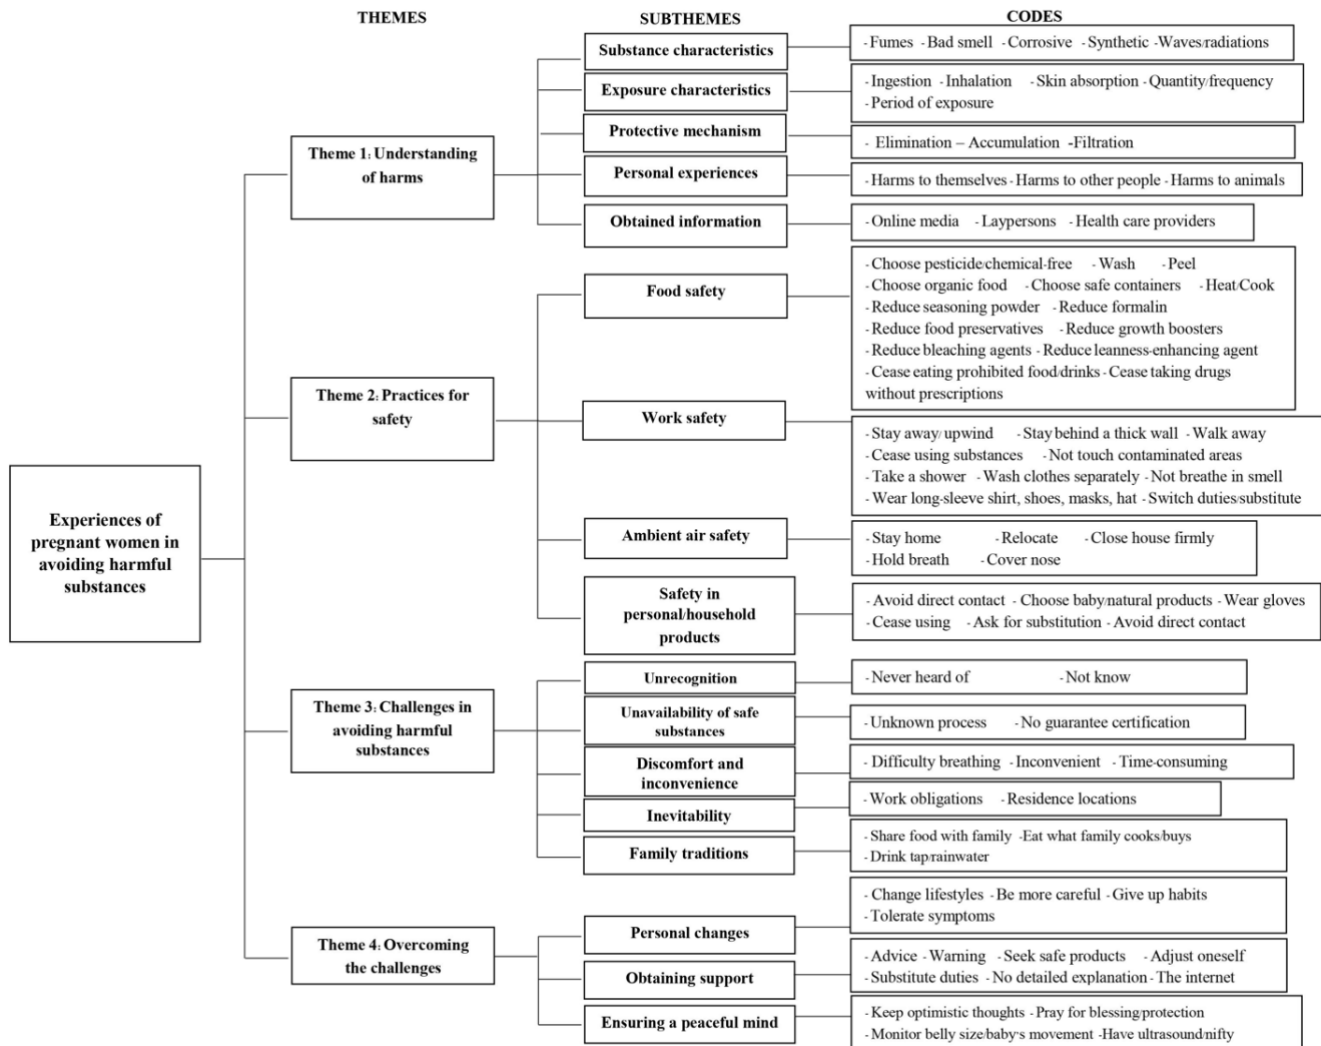 THEMES
SUBTHEMES
CODES
Experiences of
pregnant women in
avoiding harmful
substances
Theme 1: Understanding
of harms
Substance characteristics
- Fumes - Bad smell - Corrosive - Synthetic - Waves/radiations
Exposure characteristics
- Ingestion - Inhalation - Skin absorption - Quantity/frequency
- Period of exposure
Protective mechanism
- Elimination – Accumulation -Filtration
Personal experiences
- Harms to themselves - Harms to other people - Harms to animals
Obtained information
- Online media - Laypersons - Health care providers
Theme 2: Practices for
safety
Food safety
- Choose pesticide/chemical-free - Wash - Peel
- Choose organic food - Choose safe containers - Heat/Cook
- Reduce seasoning powder - Reduce formalin
- Reduce food preservatives - Reduce growth boosters
- Reduce bleaching agents - Reduce leanness-enhancing agent
- Cease eating prohibited food/drinks - Cease taking drugs
without prescriptions
Work safety
- Stay away/ upwind - Stay behind a thick wall - Walk away
- Cease using substances - Not touch contaminated areas
- Take a shower - Wash clothes separately - Not breathe in smell
- Wear long-sleeve shirt, shoes, masks, hat - Switch duties/substitute
Ambient air safety
- Stay home - Relocate - Close house firmly
- Hold breath - Cover nose
Safety in
personal/household
products
- Avoid direct contact - Choose baby/natural products - Wear gloves
- Cease using - Ask for substitution - Avoid direct contact
Theme 3: Challenges in
avoiding harmful
substances
Unrecognition
- Never heard of - Not know
Unavailability of safe
substances
- Unknown process - No guarantee certification
Discomfort and
inconvenience
- Difficulty breathing - Inconvenient - Time-consuming
Inevitability
- Work obligations - Residence locations
Family traditions
- Share food with family -Eat what family cooks/buys
- Drink tap/rainwater
Theme 4: Overcoming
the challenges
Personal changes
- Change lifestyles - Be more careful - Give up habits
- Tolerate symptoms
Obtaining support
- Advice - Warning - Seek safe products - Adjust oneself
- Substitute duties - No detailed explanation - The internet
Ensuring a peaceful mind
- Keep optimistic thoughts - Pray for blessing/protection
- Monitor belly size/baby's movement -Have ultrasound/nifty